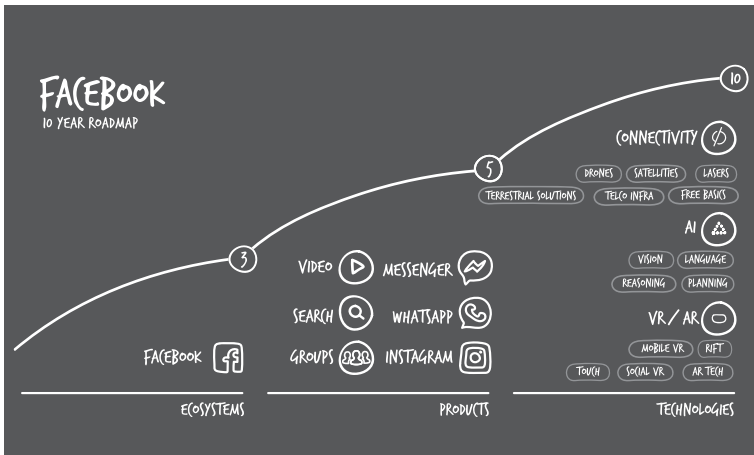 FACEBOOK
10 YEAR ROADMAP
3
5
10
FACEBOOK
ECOSYSTEMS
VIDEO MESSENGER
SEARCH WHATSAPP
GROUPS INSTAGRAM
PRODUCTS
CONNECTIVITY
DRONES SATELLITIES LASERS
TERRESTRIAL SOLUTIONS TELCO INFRA FREE BASICS
AI
VISION LANGUAGE
REASONING PLANNING
VR/AR
MOBILE VR RIFT
TOUCH SOCIAL VR AR TECH
TECHNOLOGIES